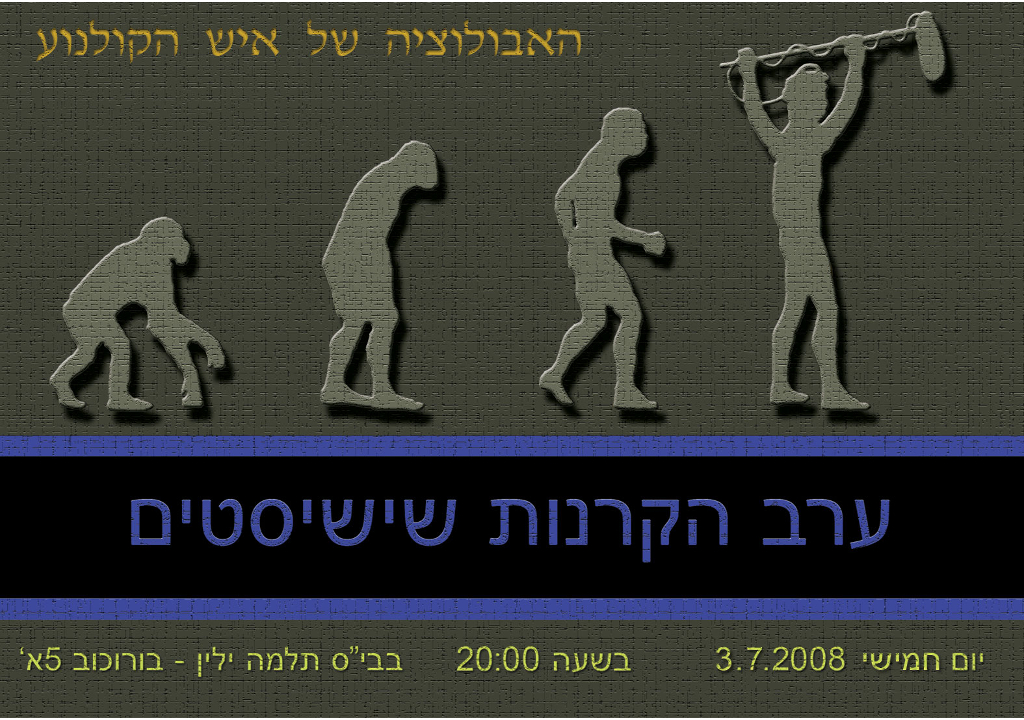 האבולוציה של איש הקולנוע
ערב הקרנות שישיסטים
יום חמישי 3.7.2008 בשעה 20:00 בבי"ס תלמה ילין - בורוכוב 5א'